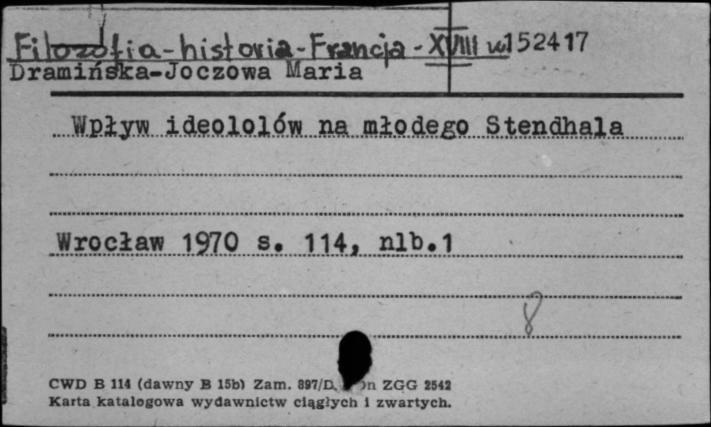 Filozofia-historia-Francja-XVIII w.152417
Dramińska-Joczowa Maria
Wpływ ideololów na młodego Stendhala
Wrocław 1970 s. 114, nlb.1
8
CWD B 114 (dawny B 15b) Zam. 897/D ZGG 2542
Karta katalogowa wydawnictw ciągłych i zwartych.